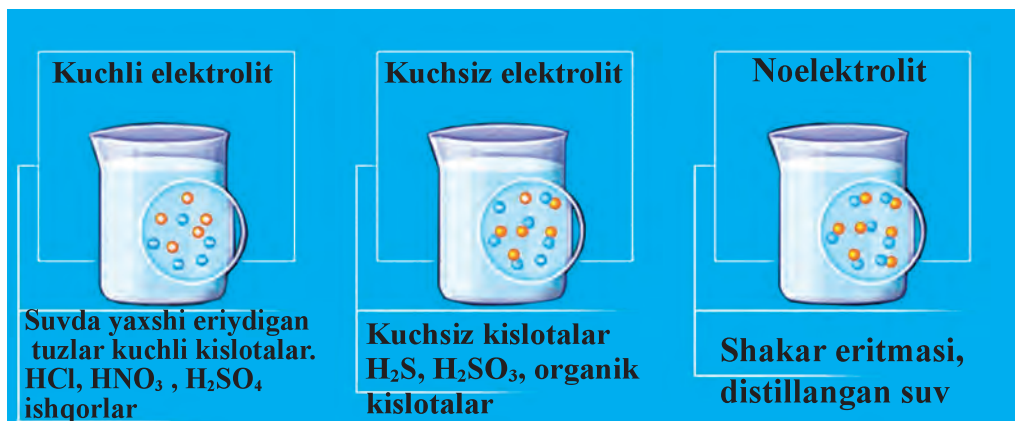 Kuchli elektrolit
Suvda yaxshi eriydigan
tuzlar kuchli kislotalar.
HCl, HNO₃ , H₂SO₄
ishqorlar
Kuchsiz elektrolit
Kuchsiz kislotalar
H₂S, H₂SO₃, organik
kislotalar
Noelektrolit
Shakar eritmasi,
distillangan suv